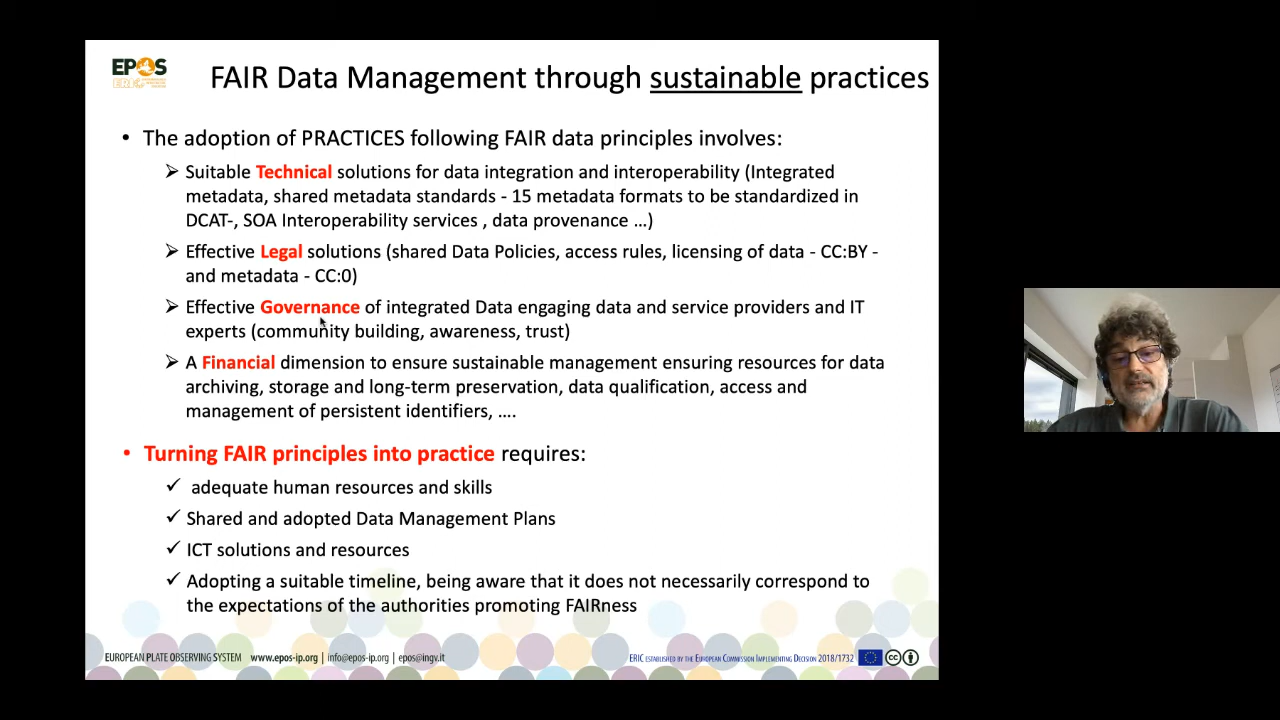 EPOS
ERIC
FAIR Data Management through sustainable practices
• The adoption of PRACTICES following FAIR data principles involves:
➢ Suitable Technical solutions for data integration and interoperability (Integrated
metadata, shared metadata standards - 15 metadata formats to be standardized in
DCAT-, SOA Interoperability services , data provenance …)
➢ Effective Legal solutions (shared Data Policies, access rules, licensing of data - CC:BY -
and metadata - CC:0)
➢ Effective Governance of integrated Data engaging data and service providers and IT
experts (community building, awareness, trust)
➢ A Financial dimension to ensure sustainable management ensuring resources for data
archiving, storage and long-term preservation, data qualification, access and
management of persistent identifiers, ….
• Turning FAIR principles into practice requires:
✓ adequate human resources and skills
✓ Shared and adopted Data Management Plans
✓ ICT solutions and resources
✓ Adopting a suitable timeline, being aware that it does not necessarily correspond to
the expectations of the authorities promoting FAIRness
EUROPEAN PLATE OBSERVING SYSTEM www.epos-ip.org | info@epos-ip.org | epos@ingv.it
ERIC ESTABLISHED BY THE EUROPEAN COMMISSION IMPLEMENTING DECISION 2018/1732
cc